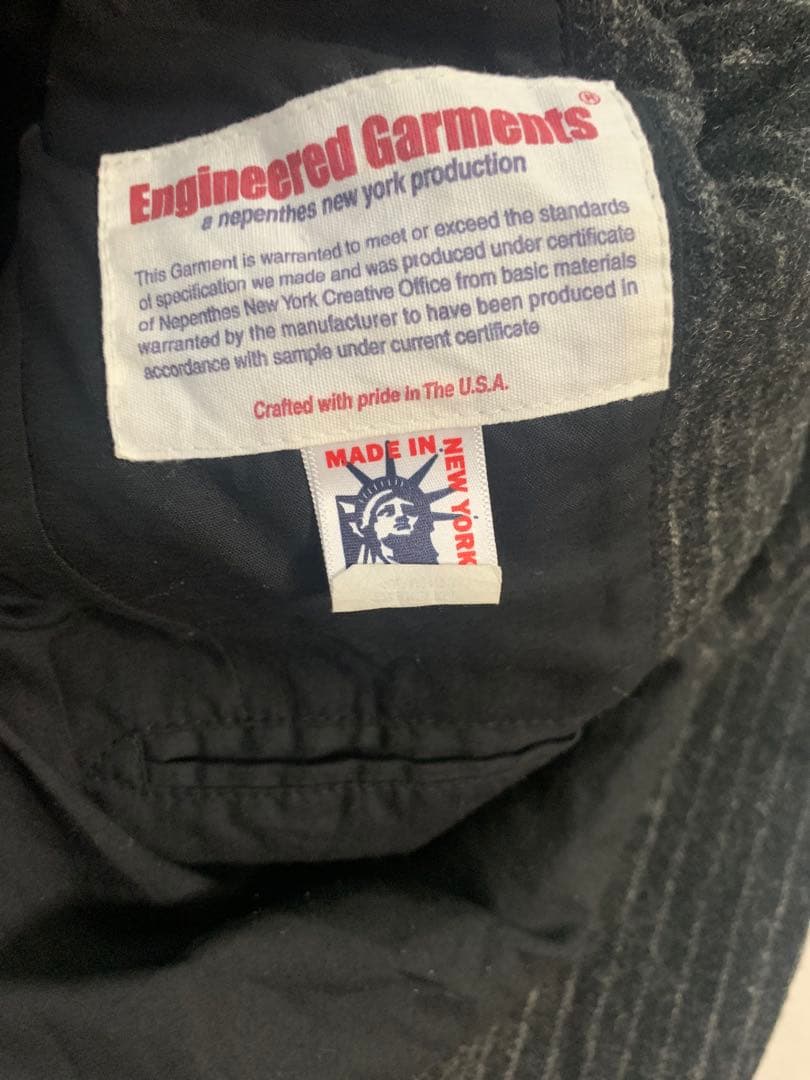 Engineered Garments®
a nepenthes new york production
This Garment is warranted to meet or exceed the standards
of specification we made and was produced under certificate
of Nepenthes New York Creative Office from basic materials
warranted by the manufacturer to have been produced in
accordance with sample under current certificate
Crafted with pride in The U.S.A.
MADE IN
NEW YORK